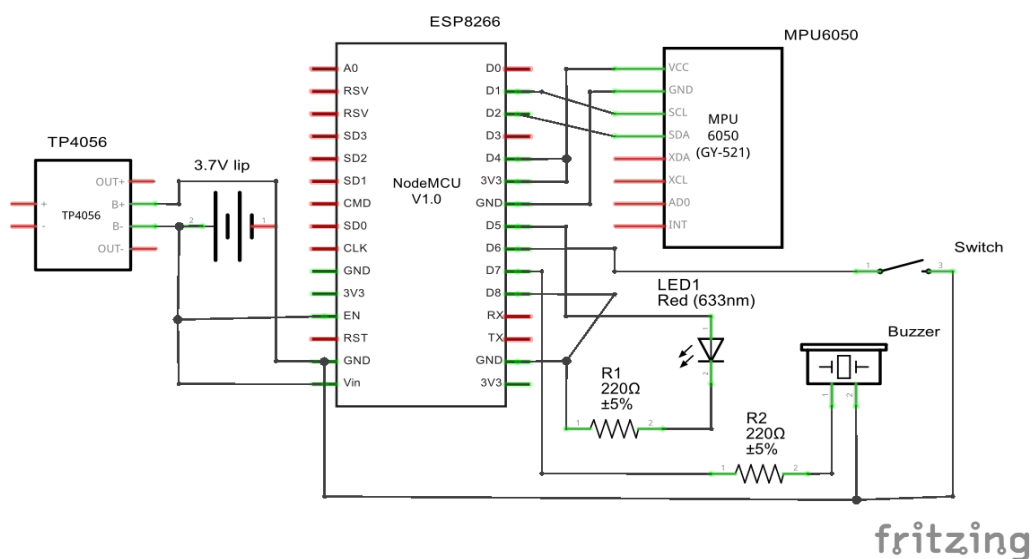 ESP8266
MPU6050
TP4056
3.7V lip
OUT+
B+
B-
OUT-
+
-
TP4056
2
1
A0
RSV
RSV
SD3
SD2
SD1
CMD
SD0
CLK
GND
3V3
EN
RST
GND
Vin
NodeMCU
V1.0
D0
D1
D2
D3
D4
3V3
GND
D5
D6
D7
D8
RX
TX
GND
3V3
VCC
GND
SCL
SDA
XDA
XCL
AD0
INT
MPU
6050
(GY-521)
Switch
1
3
LED1
Red (633nm)
1
2
Buzzer
1
2
R1
220Ω
±5%
1
2
R2
220Ω
±5%
1
2
fritzing